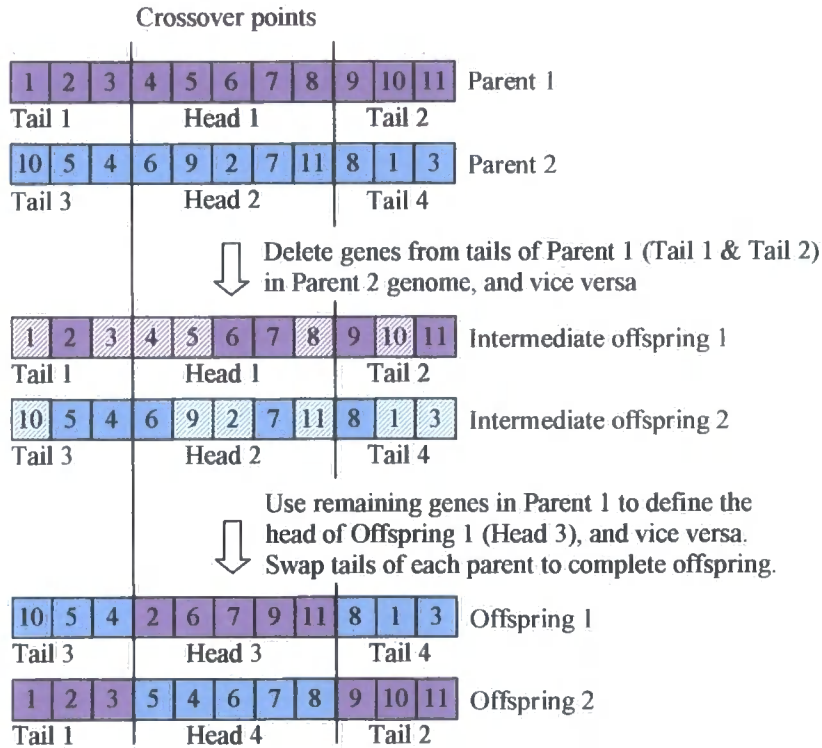 Crossover points
1 2 3 4 5 6 7 8 9 10 11 Parent 1
Tail 1 Head 1 Tail 2
10 5 4 6 9 2 7 11 8 1 3 Parent 2
Tail 3 Head 2 Tail 4
Delete genes from tails of Parent 1 (Tail 1 & Tail 2)
in Parent 2 genome, and vice versa
1 2 3 4 5 6 7 8 9 10 11 Intermediate offspring 1
Tail 1 Head 1 Tail 2
10 5 4 6 9 2 7 11 8 1 3 Intermediate offspring 2
Tail 3 Head 2 Tail 4
Use remaining genes in Parent 1 to define the
head of Offspring 1 (Head 3), and vice versa.
Swap tails of each parent to complete offspring.
10 5 4 2 6 7 9 11 8 1 3 Offspring 1
Tail 3 Head 3 Tail 4
1 2 3 5 4 6 7 8 9 10 11 Offspring 2
Tail 1 Head 4 Tail 2